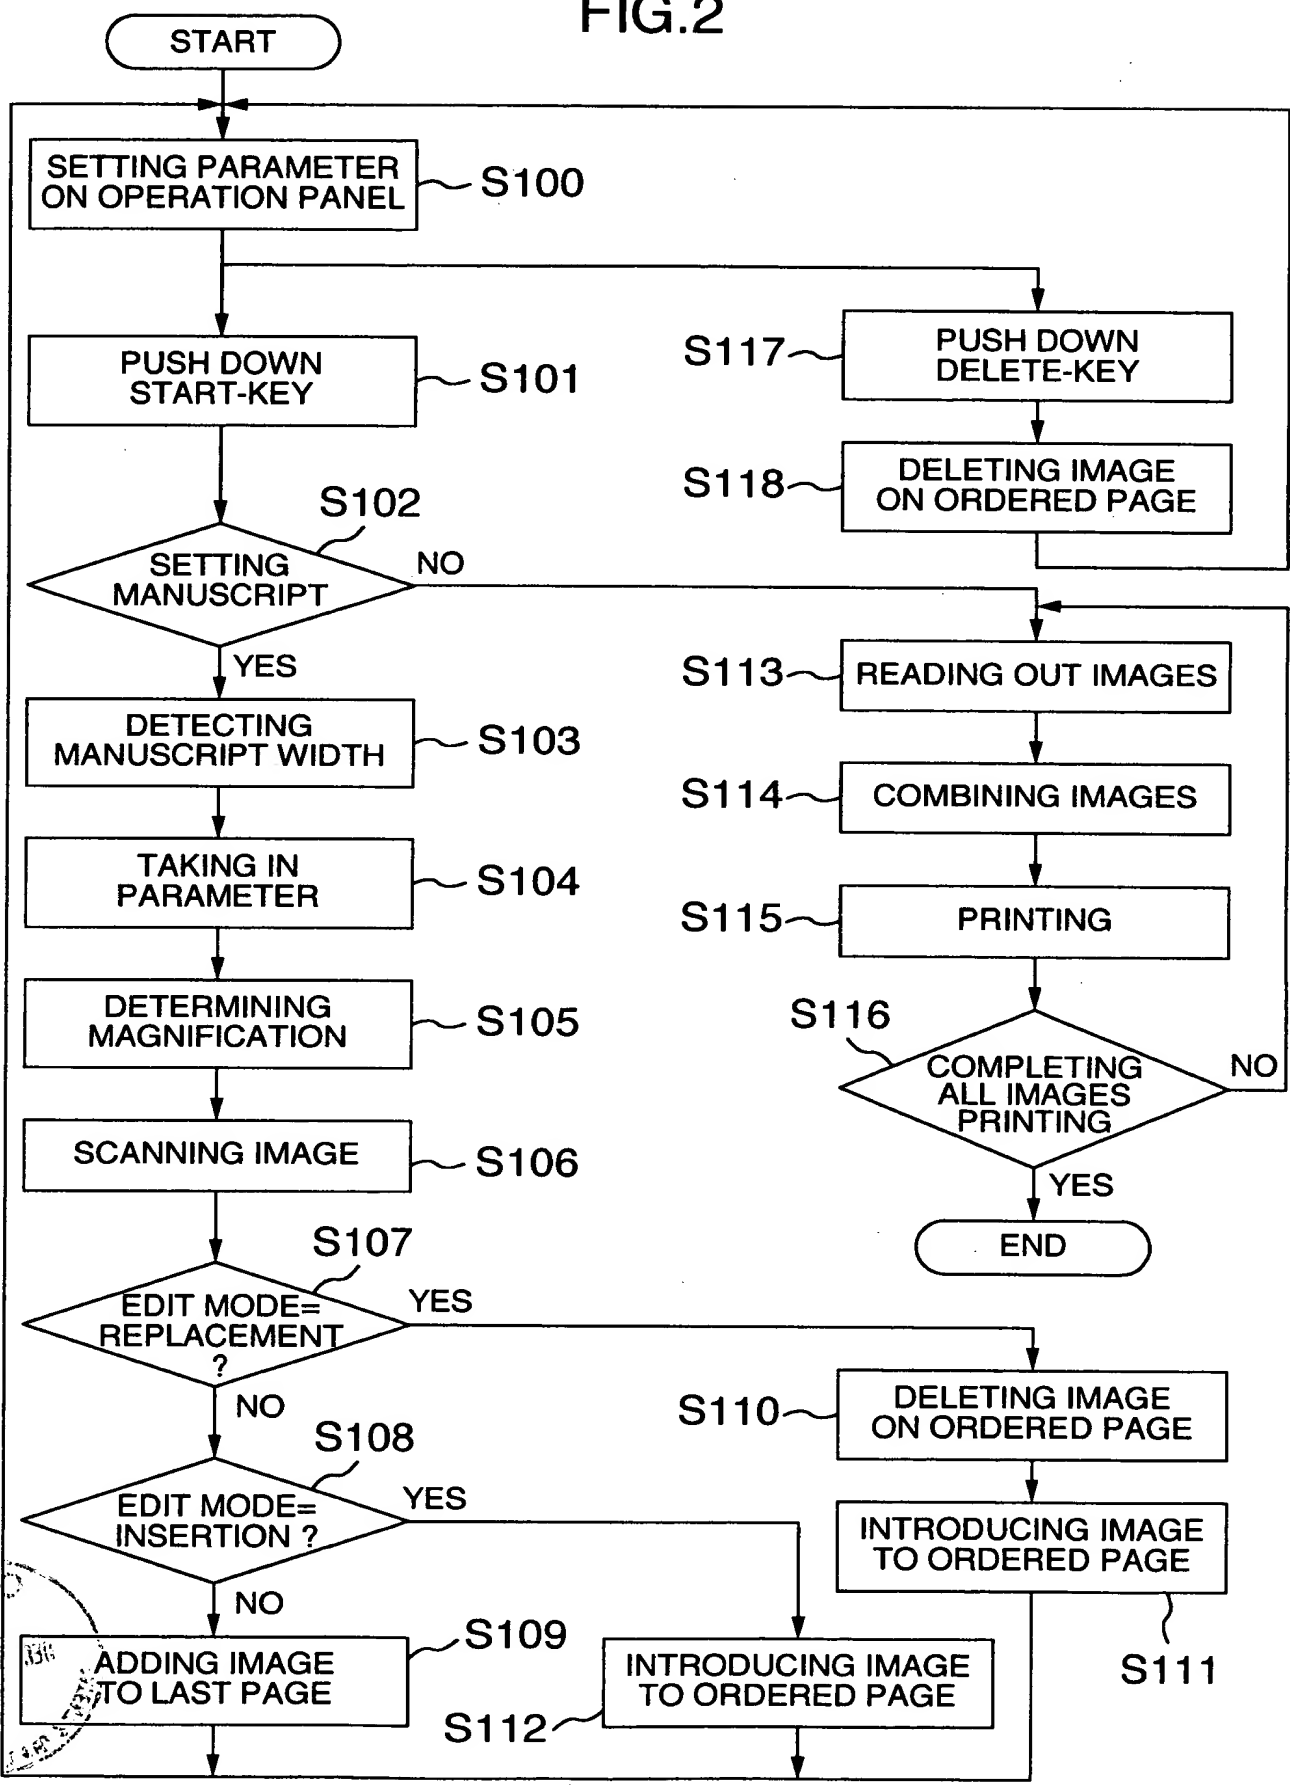 FIG.2
START
SETTING PARAMETER
ON OPERATION PANEL
S100
PUSH DOWN
START-KEY
S101
S117
PUSH DOWN
DELETE-KEY
S118
DELETING IMAGE
ON ORDERED PAGE
S102
SETTING
MANUSCRIPT
NO
YES
DETECTING
MANUSCRIPT WIDTH
S103
TAKING IN
PARAMETER
S104
DETERMINING
MAGNIFICATION
S105
SCANNING IMAGE
S106
S113
READING OUT IMAGES
S114
COMBINING IMAGES
S115
PRINTING
S116
COMPLETING
ALL IMAGES
PRINTING
NO
YES
END
S107
EDIT MODE=
REPLACEMENT
?
YES
NO
S110
DELETING IMAGE
ON ORDERED PAGE
INTRODUCING IMAGE
TO ORDERED PAGE
S111
S108
EDIT MODE=
INSERTION ?
YES
NO
S109
ADDING IMAGE
TO LAST PAGE
INTRODUCING IMAGE
TO ORDERED PAGE
S112